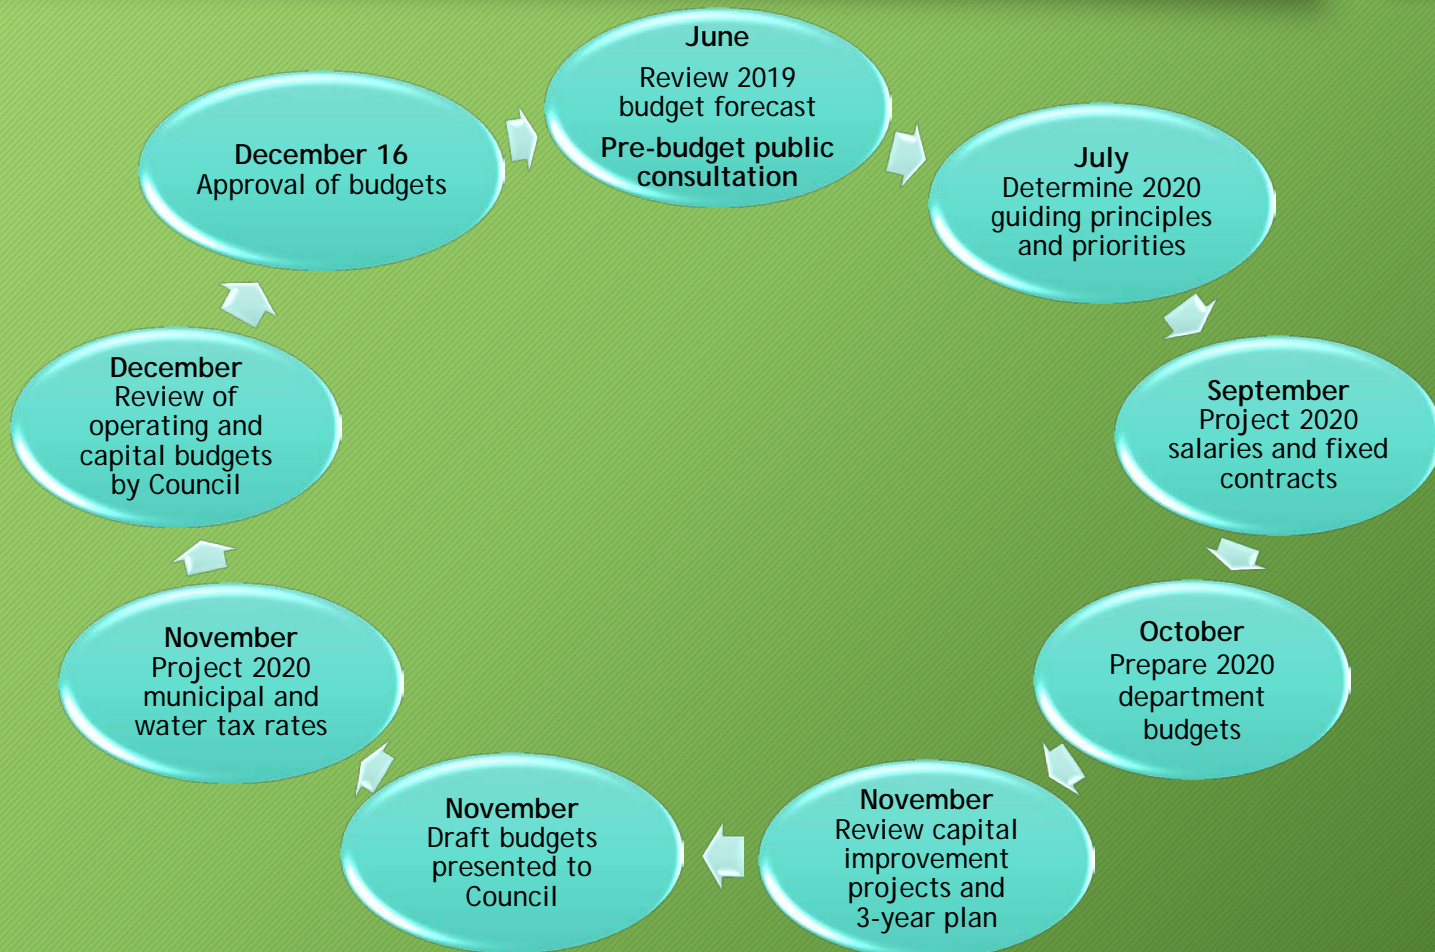 June
Review 2019
budget forecast
Pre-budget public
consultation
July
Determine 2020
guiding principles
and priorities
September
Project 2020
salaries and fixed
contracts
October
Prepare 2020
department
budgets
November
Review capital
improvement
projects and
3-year plan
November
Draft budgets
presented to
Council
November
Project 2020
municipal and
water tax rates
December
Review of
operating and
capital budgets
by Council
December 16
Approval of budgets